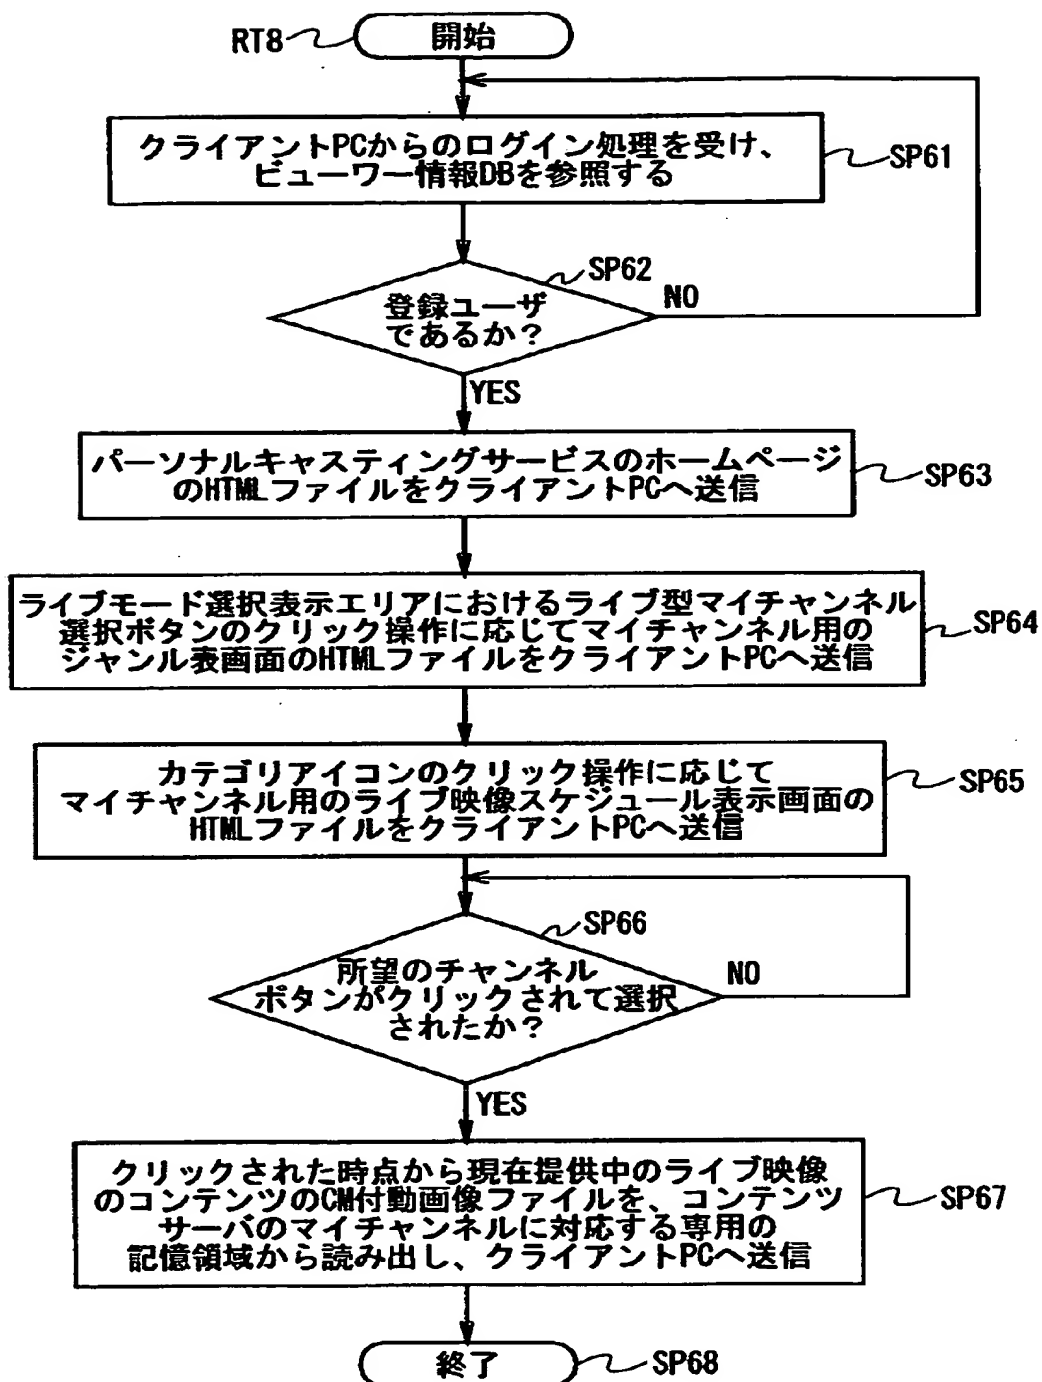 RT8
開始
クライアントPCからのログイン処理を受け、
ビューワー情報DBを参照する
SP61
SP62
登録ユーザ
であるか？
NO
YES
パーソナルキャスティングサービスのホームページ
のHTMLファイルをクライアントPCへ送信
SP63
ライブモード選択表示エリアにおけるライブ型マイチャンネル
選択ボタンのクリック操作に応じてマイチャンネル用の
ジャンル表画面のHTMLファイルをクライアントPCへ送信
SP64
カテゴリアイコンのクリック操作に応じて
マイチャンネル用のライブ映像スケジュール表示画面の
HTMLファイルをクライアントPCへ送信
SP65
SP66
所望のチャンネル
ボタンがクリックされて選択
されたか？
NO
YES
クリックされた時点から現在提供中のライブ映像
のコンテンツのCM付動画像ファイルを、コンテンツ
サーバのマイチャンネルに対応する専用の
記憶領域から読み出し、クライアントPCへ送信
SP67
終了
SP68